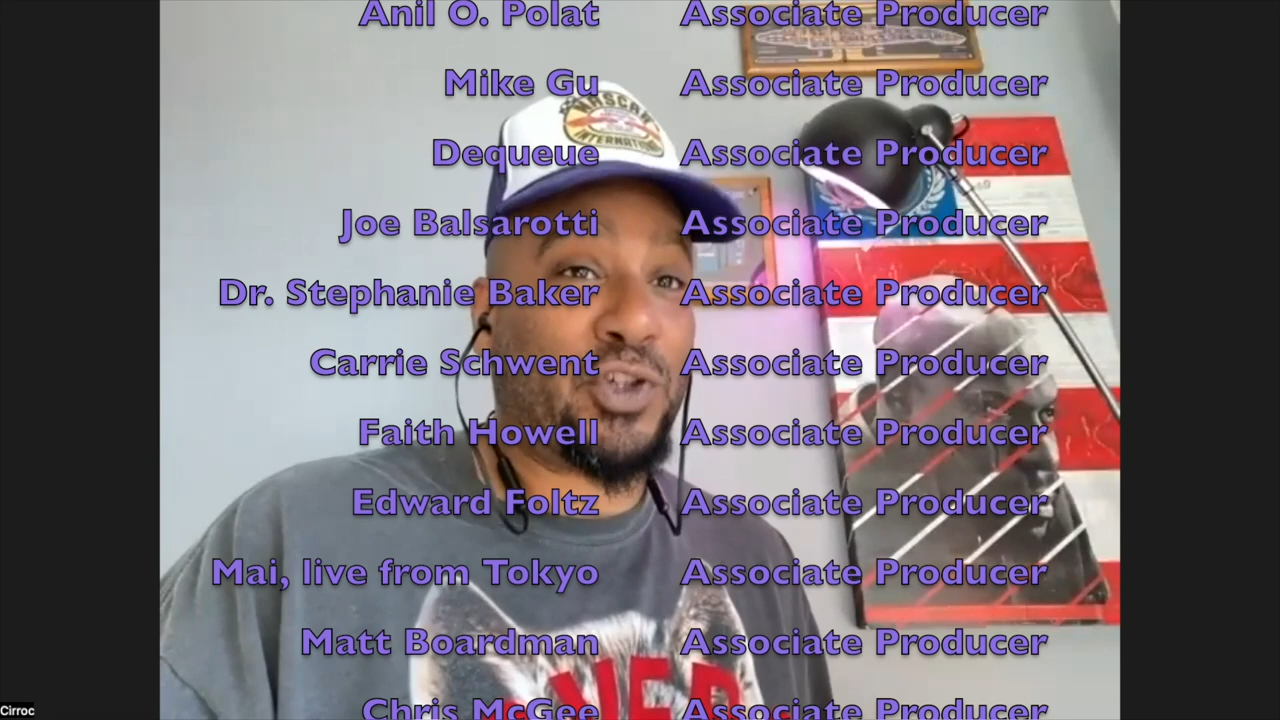 Anil O. Polat Associate Producer
Mike Gu Associate Producer
NASCAR
INTERNATIONAL
Dequeue Associate Producer
Joe Balsarotti Associate Producer
Dr. Stephanie Baker Associate Producer
Carrie Schwent Associate Producer
Faith Howell Associate Producer
Edward Foltz Associate Producer
Mai, live from Tokyo Associate Producer
Matt Boardman Associate Producer
Chris McGee Associate Producer
Cirroc